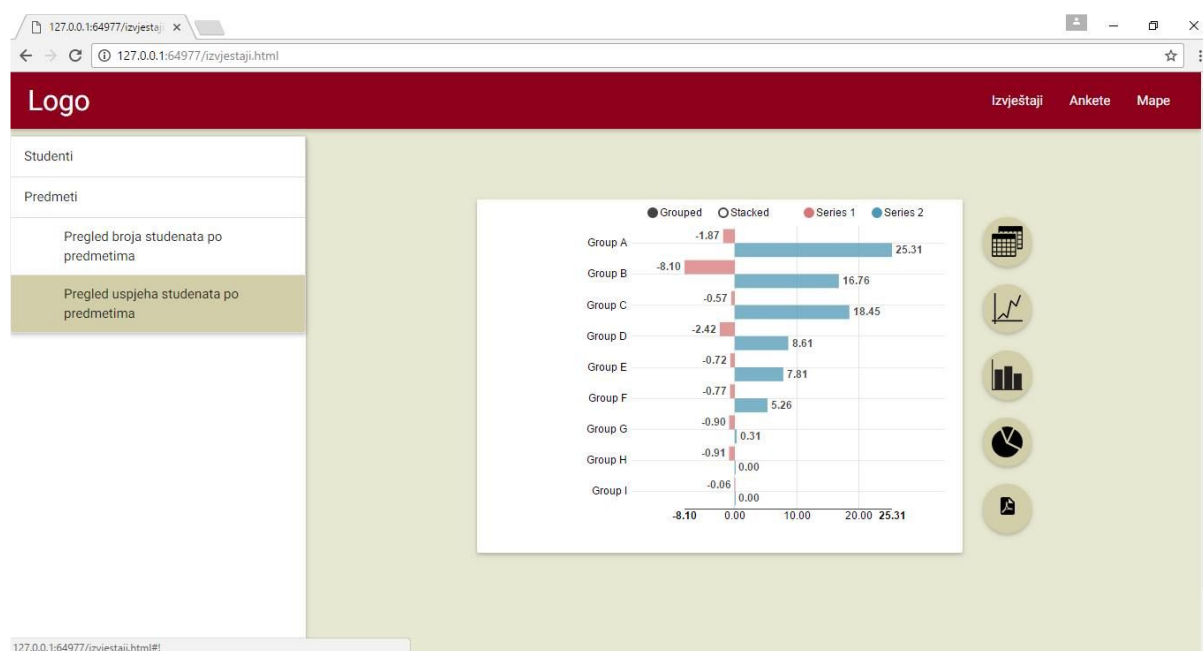 127.0.0.1:64977/izvjestaji
127.0.0.1:64977/izvjestaji.html
Logo
Izvještaji Ankete Mape
Studenti
Predmeti
Pregled broja studenata po
predmetima
Pregled uspjeha studenata po
predmetima
Grouped Stacked Series 1 Series 2
Group A -1.87 25.31
Group B -8.10 16.76
Group C -0.57 18.45
Group D -2.42 8.61
Group E -0.72 7.81
Group F -0.77 5.26
Group G -0.90 0.31
Group H -0.91 0.00
Group I -0.06 0.00
-8.10 0.00 10.00 20.00 25.31
127.0.0.1:64977/izvjestaji.html#!